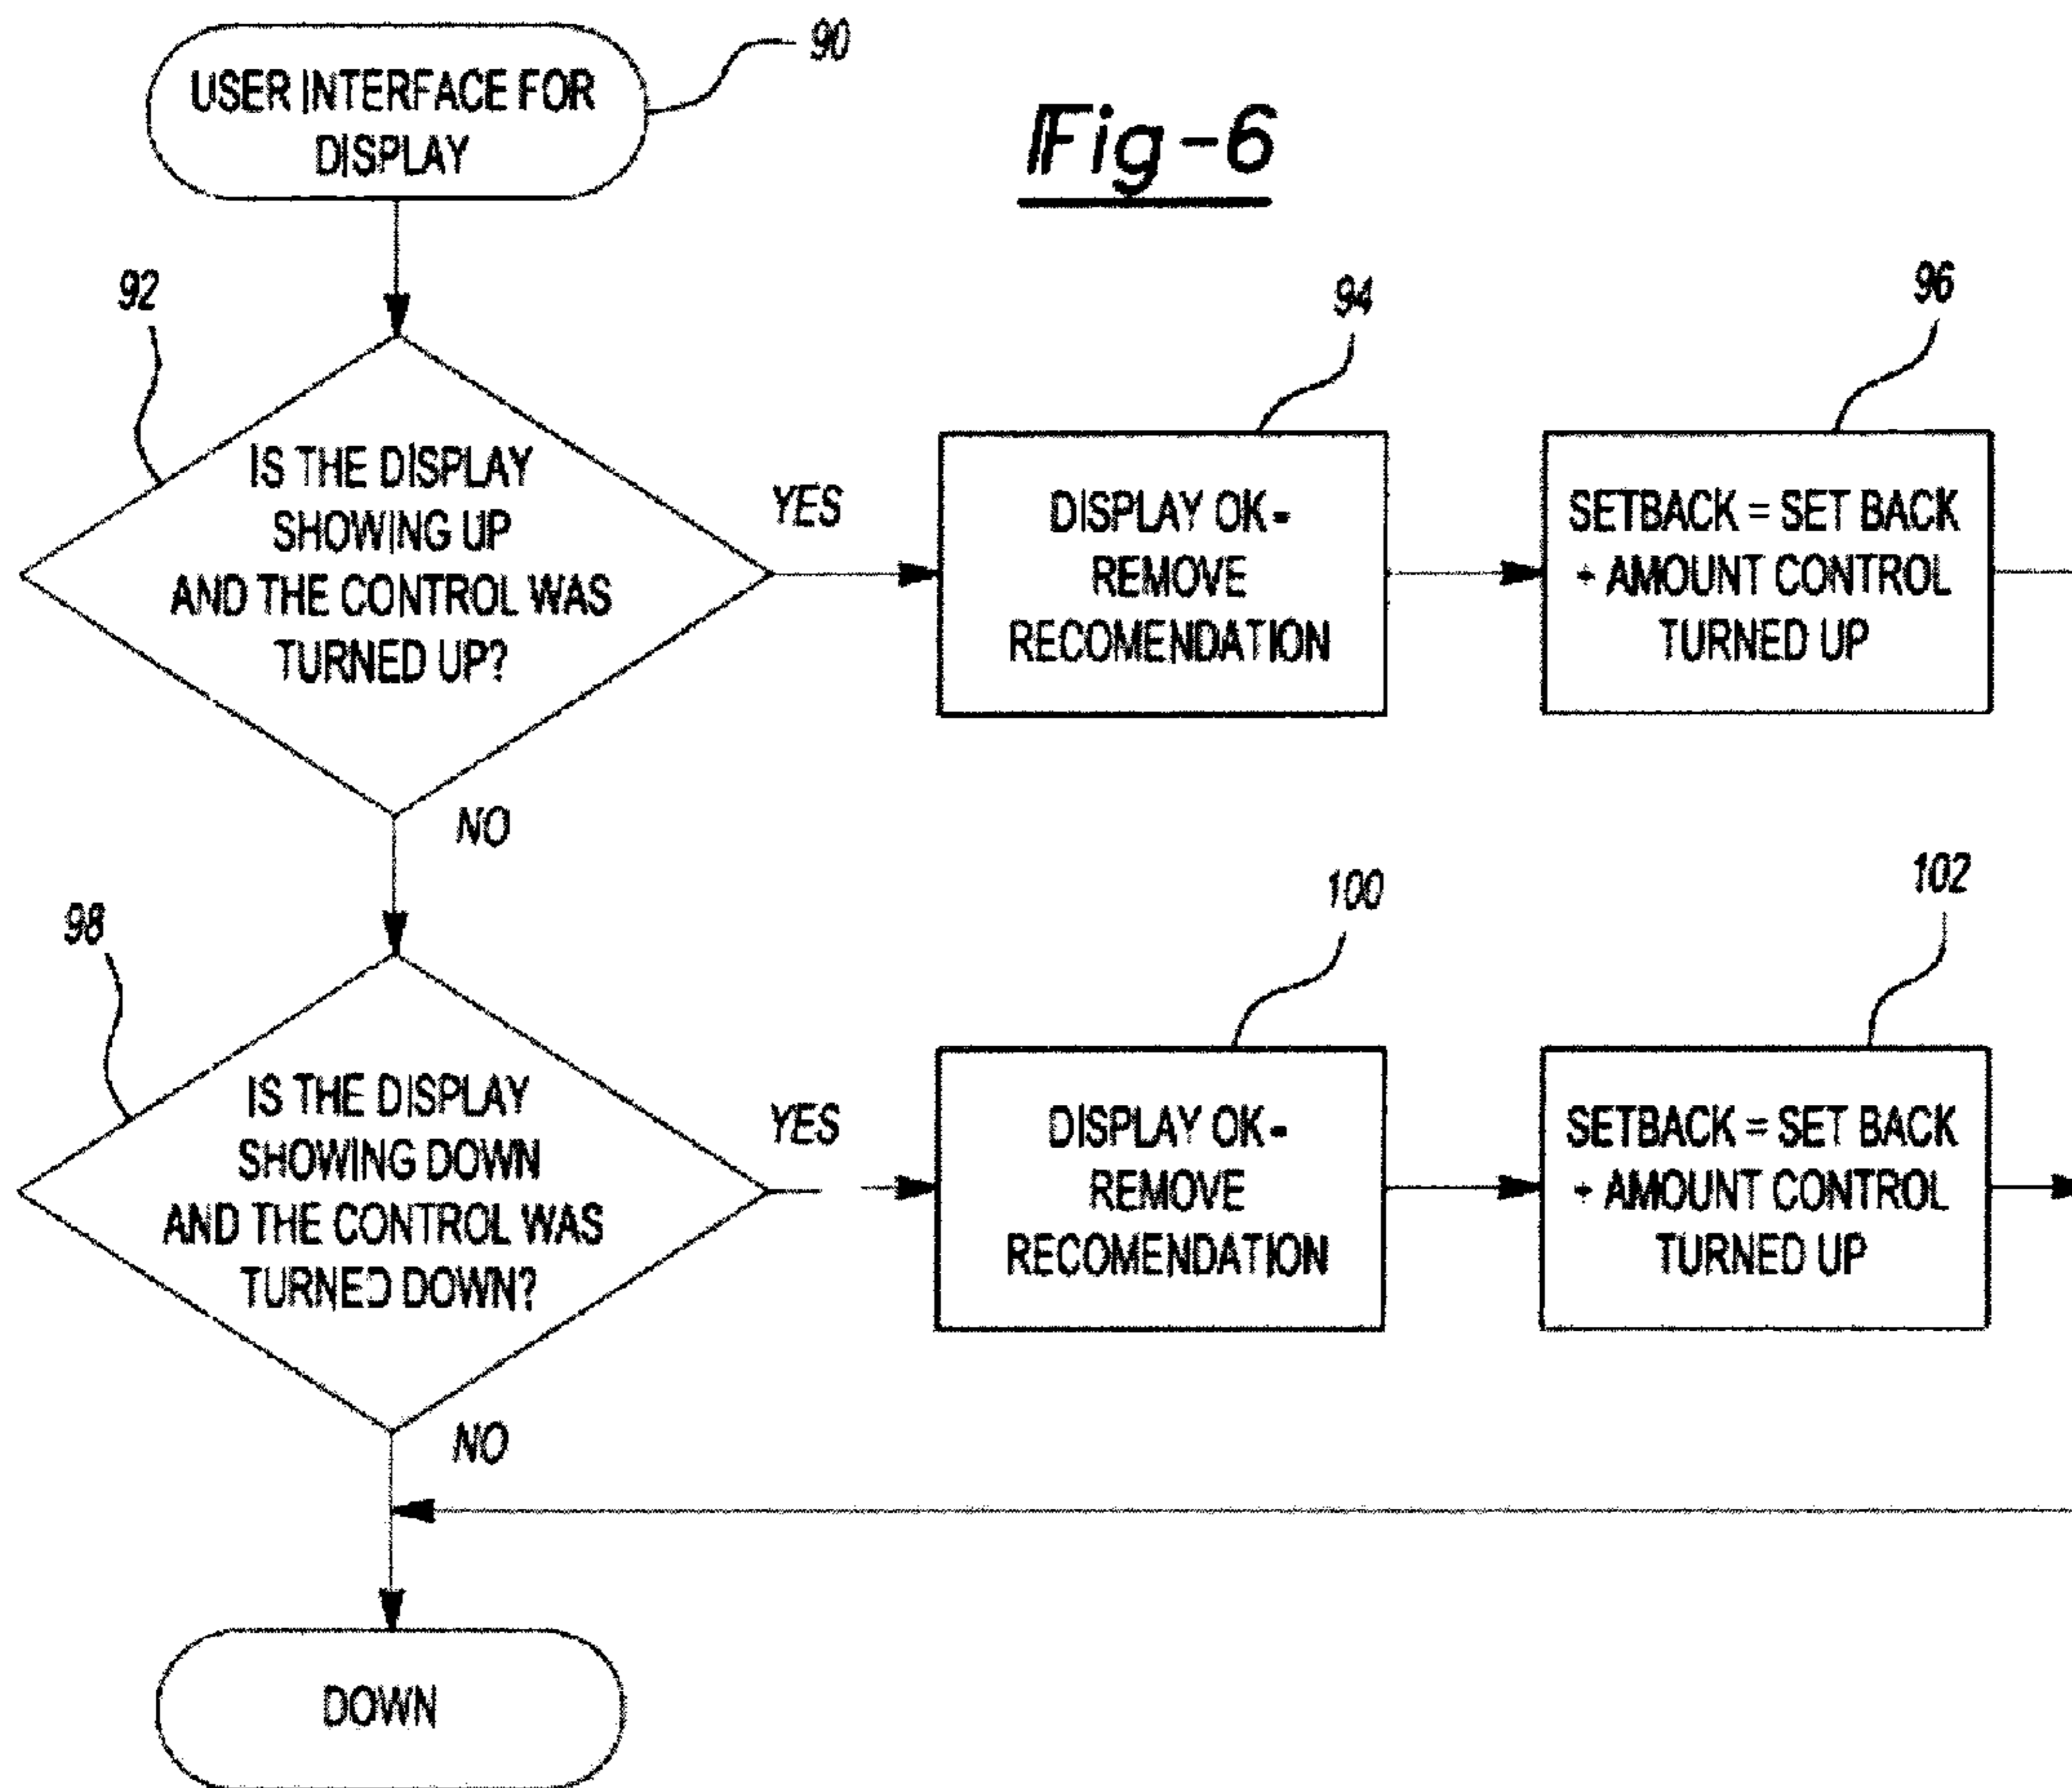 90
USER INTERFACE FOR
DISPLAY
Fig-6
92
94
96
IS THE DISPLAY
SHOWING UP
AND THE CONTROL WAS
TURNED UP?
YES
DISPLAY OK-
REMOVE
RECOMENDATION
SETBACK = SET BACK
+ AMOUNT CONTROL
TURNED UP
NO
98
100
102
IS THE DISPLAY
SHOWING DOWN
AND THE CONTROL WAS
TURNED DOWN?
YES
DISPLAY OK-
REMOVE
RECOMENDATION
SETBACK = SET BACK
+ AMOUNT CONTROL
TURNED UP
NO
DOWN